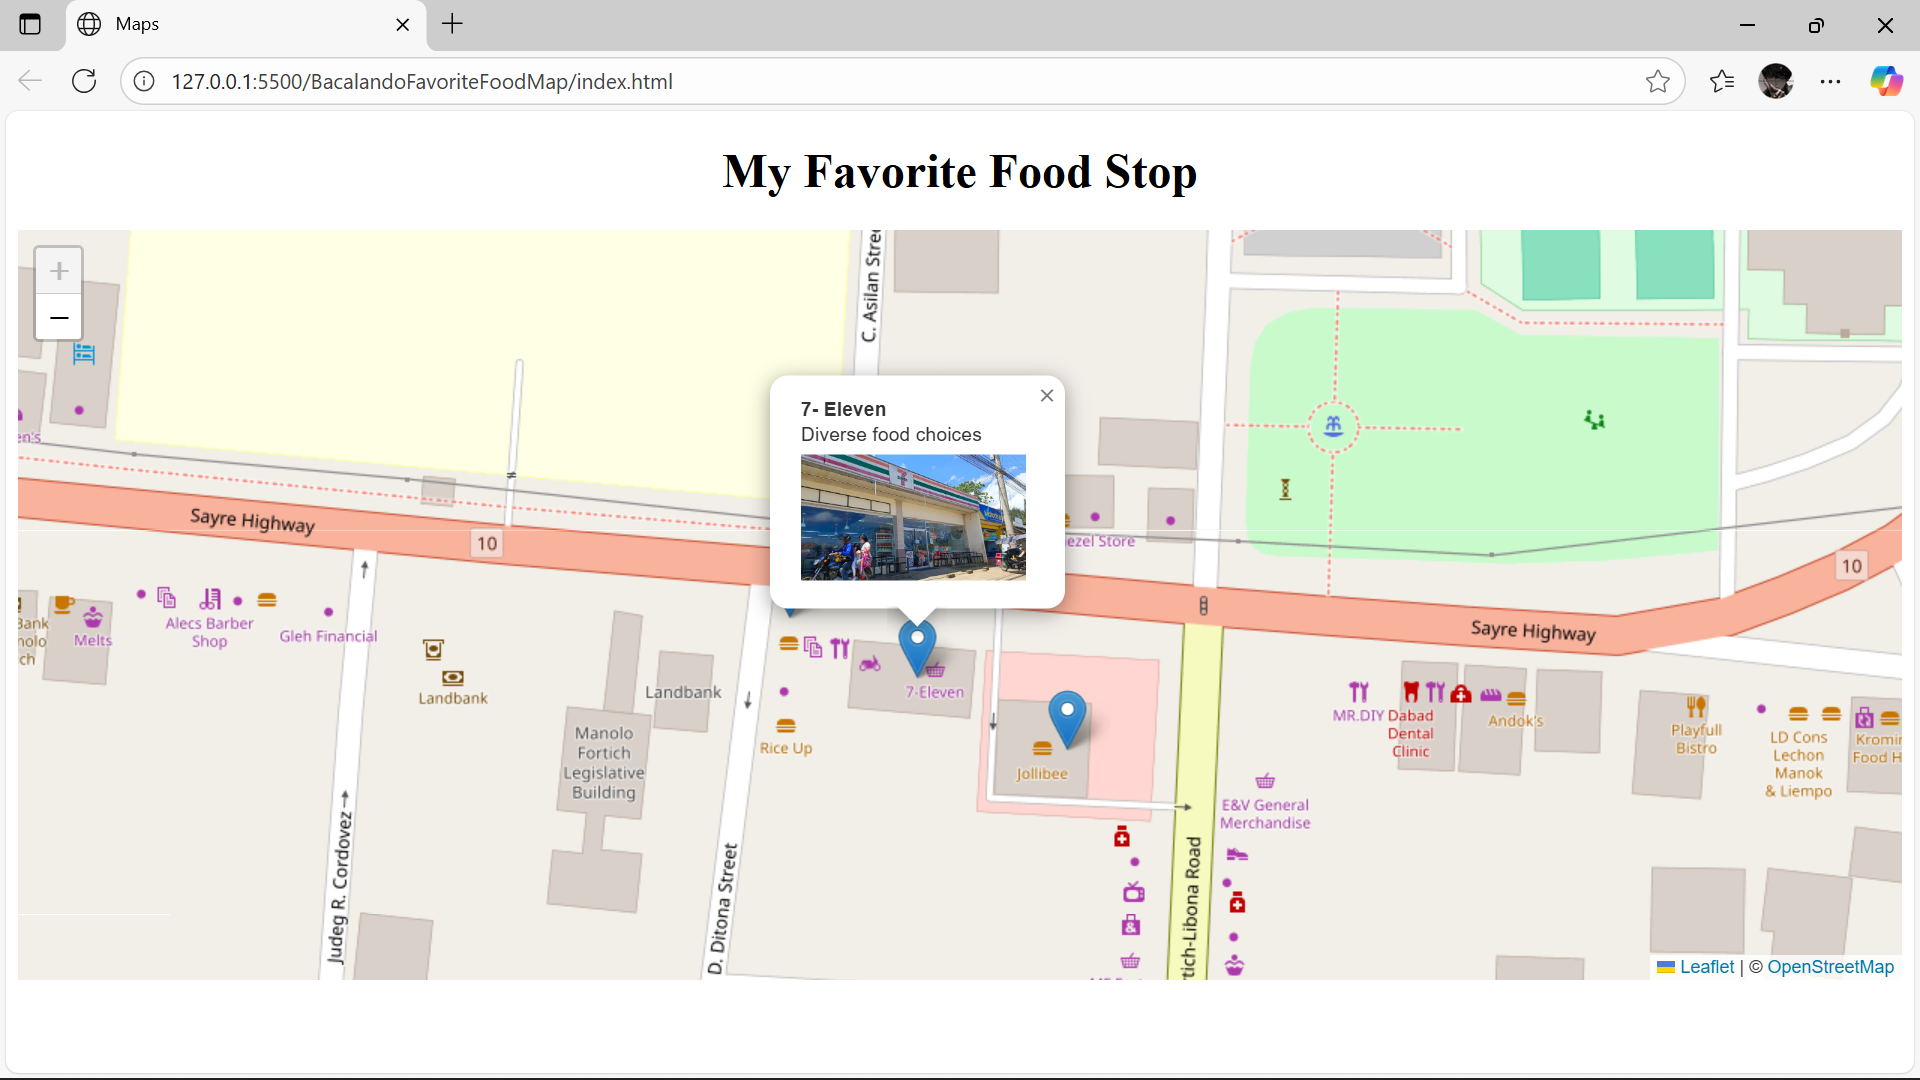 Maps
127.0.0.1:5500/BacalandoFavoriteFoodMap/index.html
My Favorite Food Stop
+
−
C. Asilan Stree
7- Eleven
Diverse food choices
en's
Sayre Highway
10
ezel Store
10
Sayre Highway
Bank
nolo
ch
Melts
Alecs Barber
Shop
Gleh Financial
Landbank
Landbank
Manolo
Fortich
Legislative
Building
7-Eleven
Rice Up
Jollibee
MR.DIY
Dabad
Dental
Clinic
Andok's
Playfull
Bistro
LD Cons
Lechon
Manok
& Liempo
Kromin
Food H
E&V General
Merchandise
Judeg R. Cordovez
D. Ditona Street
tich-Libona Road
Leaflet | © OpenStreetMap